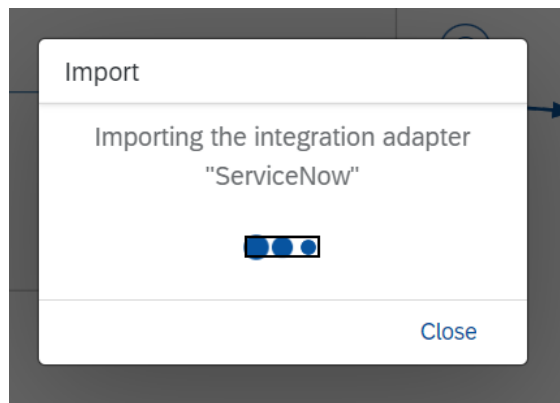 Import
Importing the integration adapter
"ServiceNow"
Close